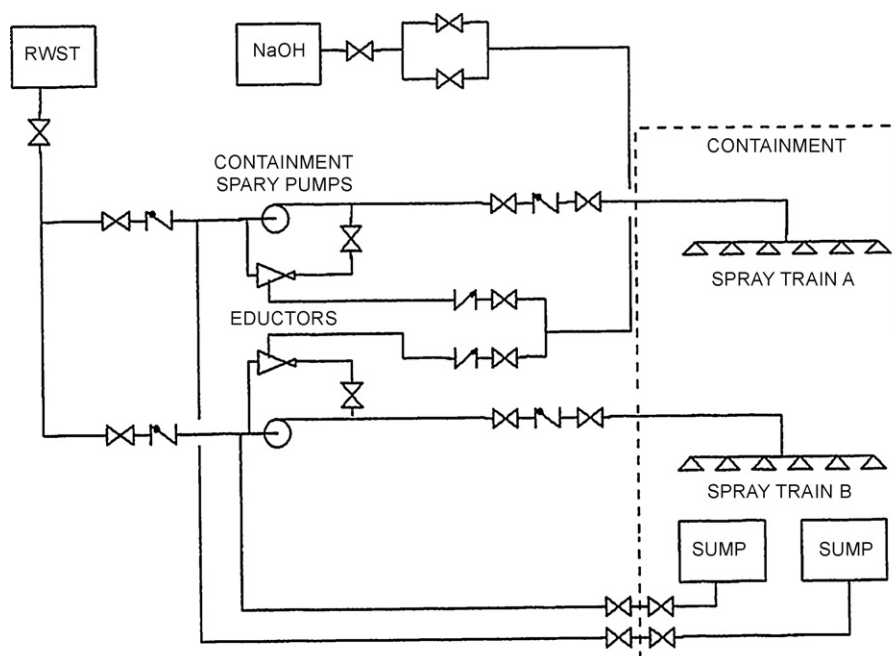 RWST
NaOH
CONTAINMENT
CONTAINMENT
SPARY PUMPS
SPRAY TRAIN A
EDUCTORS
SPRAY TRAIN B
SUMP
SUMP